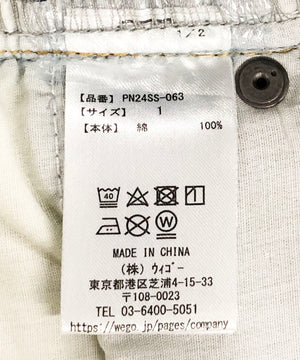 1/2
【品番】 PN24SS-063
【サイズ】 1
【本体】 綿 100%
40
MADE IN CHINA
(株) ウィゴー
東京都港区芝浦4-15-33
〒108-0023
TEL 03-6400-5051
https://wego.jp/pages/company